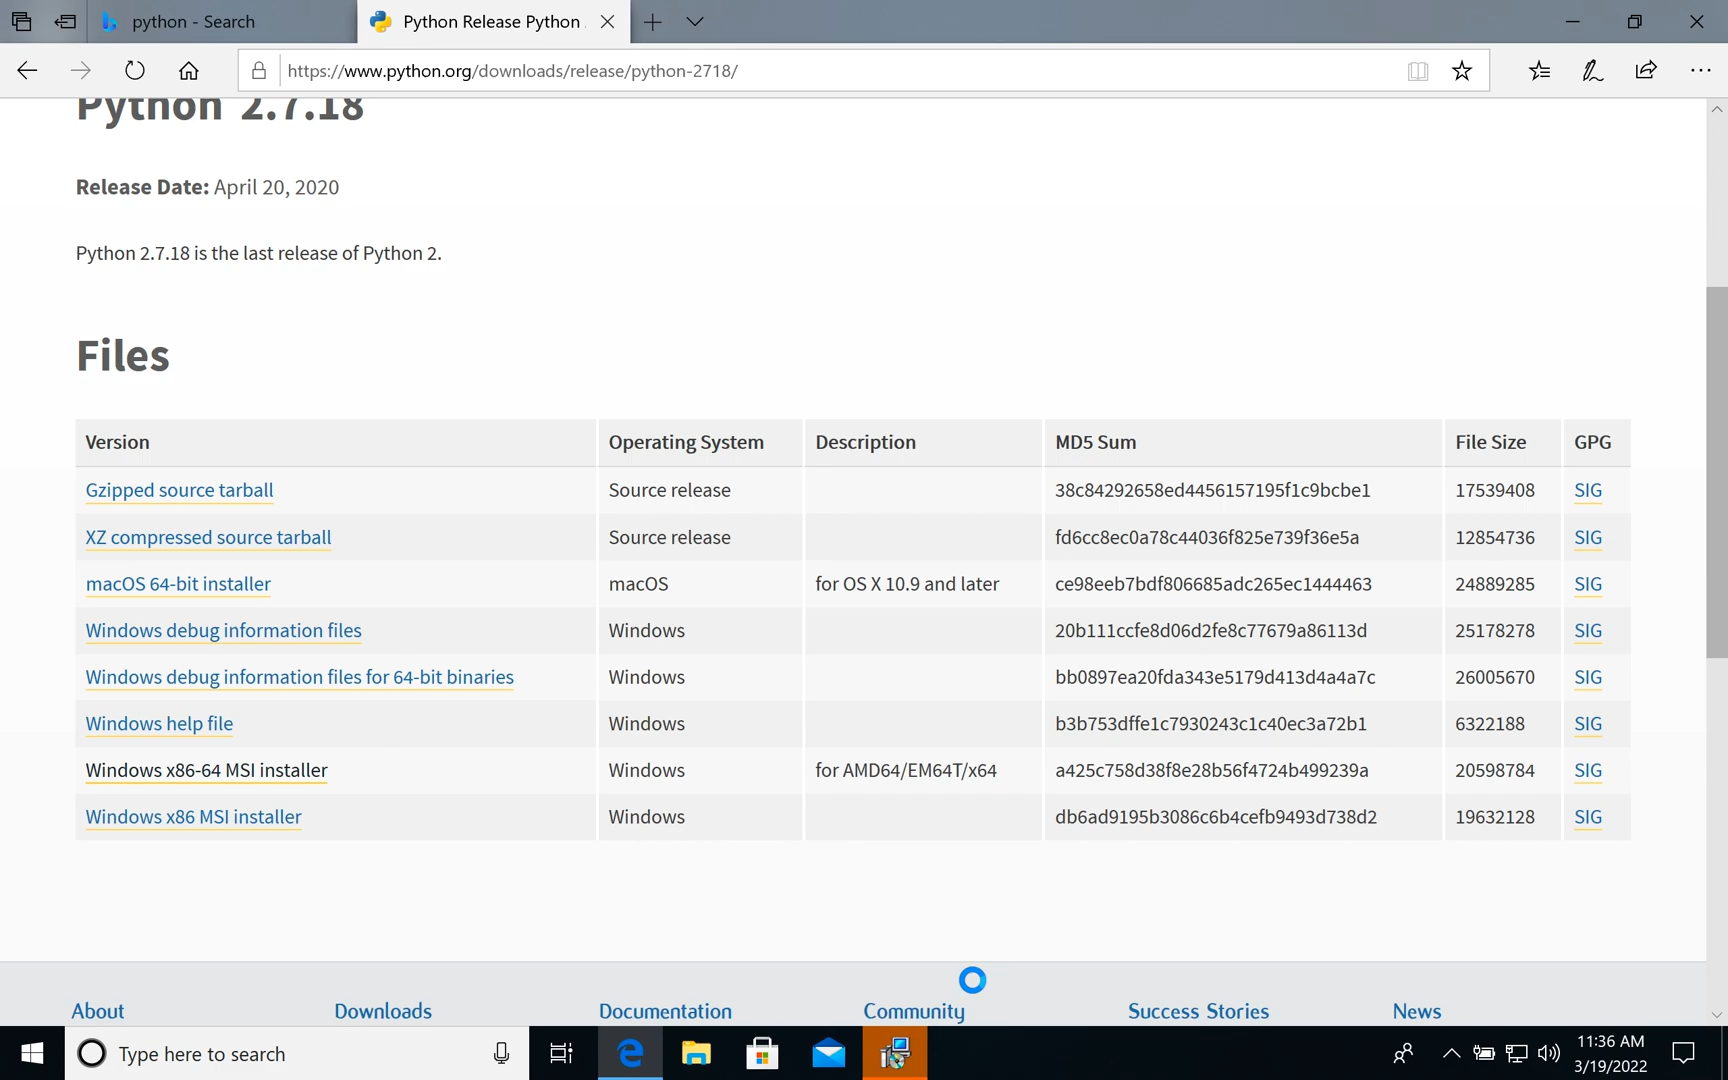 python - Search
Python Release Python
https://www.python.org/downloads/release/python-2718/
Python 2.7.18
Release Date: April 20, 2020
Python 2.7.18 is the last release of Python 2.
Files
Version Operating System Description MD5 Sum File Size GPG
Gzipped source tarball Source release 38c84292658ed4456157195f1c9bcbe1 17539408 SIG
XZ compressed source tarball Source release fd6cc8ec0a78c44036f825e739f36e5a 12854736 SIG
macOS 64-bit installer macOS for OS X 10.9 and later ce98eeb7bdf806685adc265ec1444463 24889285 SIG
Windows debug information files Windows 20b111ccfe8d06d2fe8c77679a86113d 25178278 SIG
Windows debug information files for 64-bit binaries Windows bb0897ea20fda343e5179d413d4a4a7c 26005670 SIG
Windows help file Windows b3b753dffe1c7930243c1c40ec3a72b1 6322188 SIG
Windows x86-64 MSI installer Windows for AMD64/EM64T/x64 a425c758d38f8e28b56f4724b499239a 20598784 SIG
Windows x86 MSI installer Windows db6ad9195b3086c6b4cefb9493d738d2 19632128 SIG
About Downloads Documentation Community Success Stories News
Type here to search
11:36 AM
3/19/2022